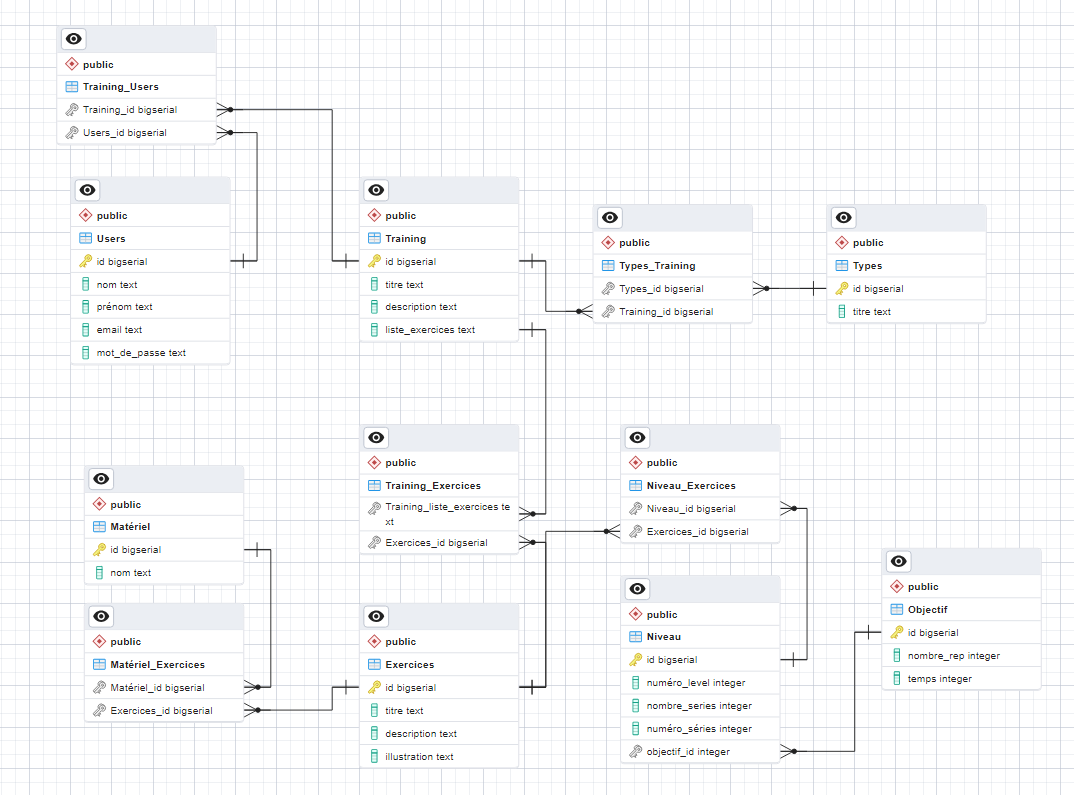 public
Training_Users
Training_id bigserial
Users_id bigserial
public
Users
id bigserial
nom text
prénom text
email text
mot_de_passe text
public
Training
id bigserial
titre text
description text
liste_exercices text
public
Types_Training
Types_id bigserial
Training_id bigserial
public
Types
id bigserial
titre text
public
Training_Exercices
Training_liste_exercices te
xt
Exercices_id bigserial
public
Niveau_Exercices
Niveau_id bigserial
Exercices_id bigserial
public
Matériel
id bigserial
nom text
public
Matériel_Exercices
Matériel_id bigserial
Exercices_id bigserial
public
Exercices
id bigserial
titre text
description text
illustration text
public
Niveau
id bigserial
numéro_level integer
nombre_series integer
numéro_séries integer
objectif_id integer
public
Objectif
id bigserial
nombre_rep integer
temps integer